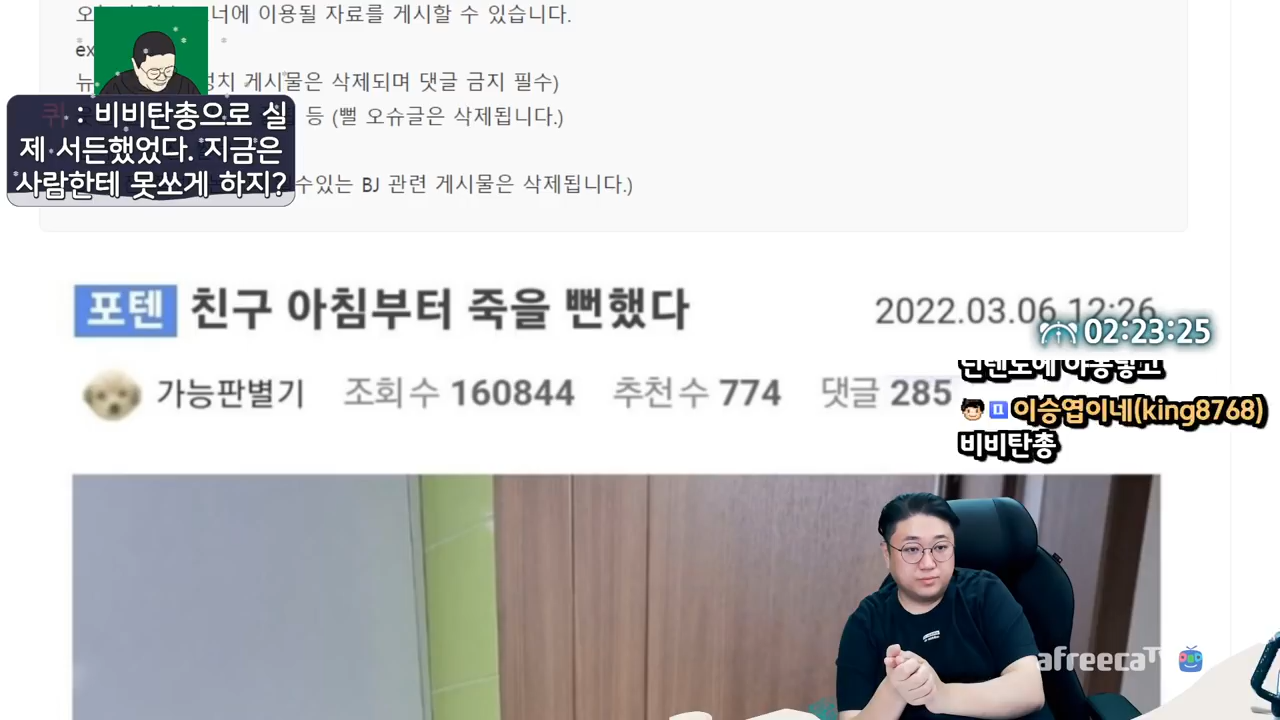 에 이용될 자료를 게시할 수 있습니다.
ex
뉴
게시물은 삭제되며 댓글 금지 필수)
등 (뻘 오슈글은 삭제됩니다.)
퀴 : 비비탄총으로 실
제 서든했었다. 지금은
사람한테 못쏘게 하지?
수있는 BJ 관련 게시물은 삭제됩니다.)
포텐 친구 아침부터 죽을 뻔했다
2022.03.06 12:26
02:23:25
가능판별기 조회 수 160844 추천 수 774 댓글 285
이승엽이네(king8768)
비비탄총
afreecaTV